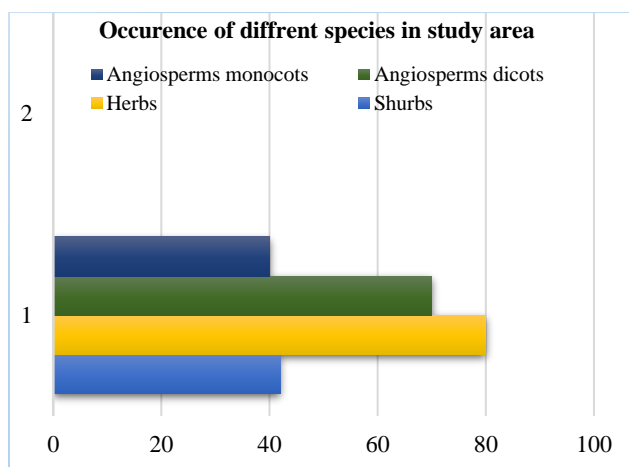 Occurence of diffrent species in study area
Angiosperms monocots Angiosperms dicots
Herbs Shurbs
2
1
0 20 40 60 80 100